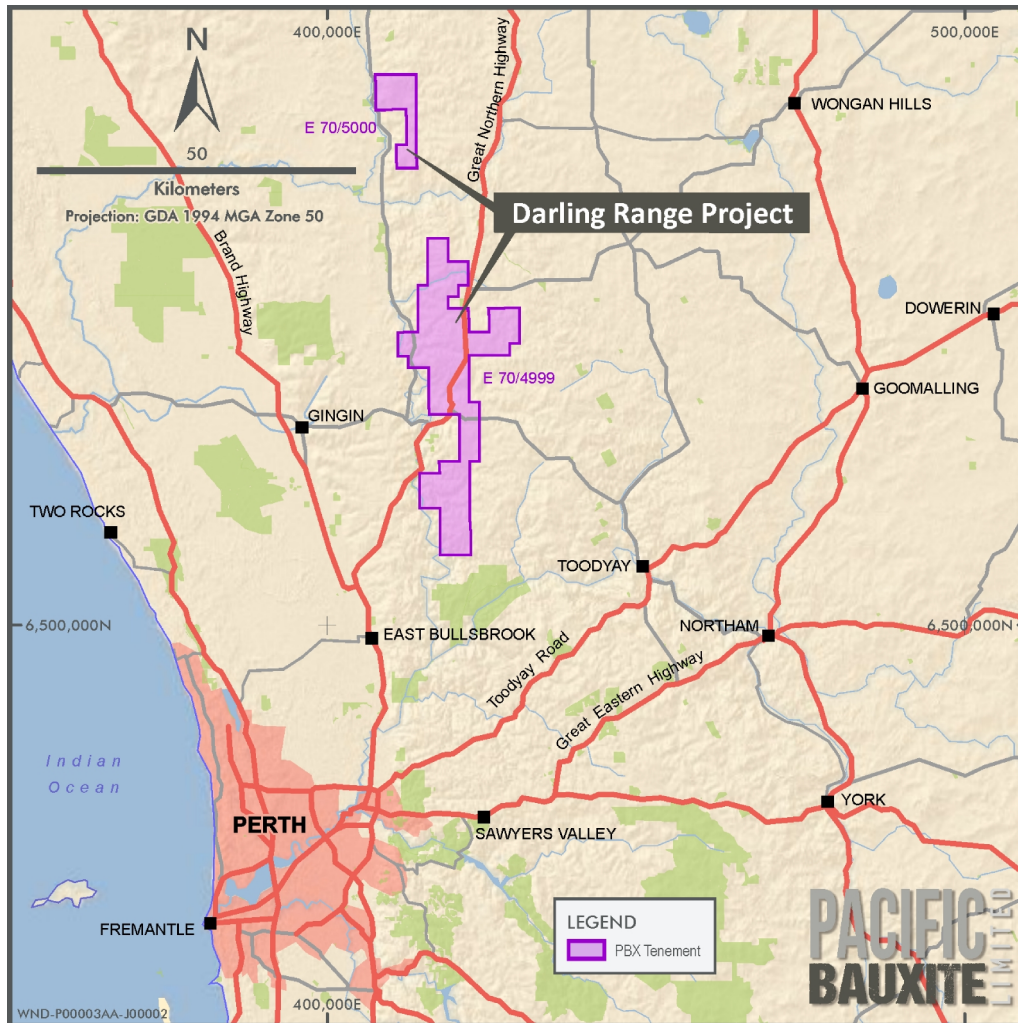 400,000E
500,000E
N
Great Northern Highway
WONGAN HILLS
E 70/5000
50
Kilometers
Projection: GDA 1994 MGA Zone 50
Darling Range Project
Brand Highway
DOWERIN
E 70/4999
GOOMALLING
GINGIN
TWO ROCKS
TOODYAY
6,500,000N
EAST BULLSBROOK
NORTHAM
6,500,000N
Toodyay Road
Great Eastern Highway
Indian
Ocean
PERTH
SAWYERS VALLEY
YORK
FREMANTLE
LEGEND
PBX Tenement
PACIFIC
BAUXITE
LIMITED
400,000E
WND-P00003AA-J00002